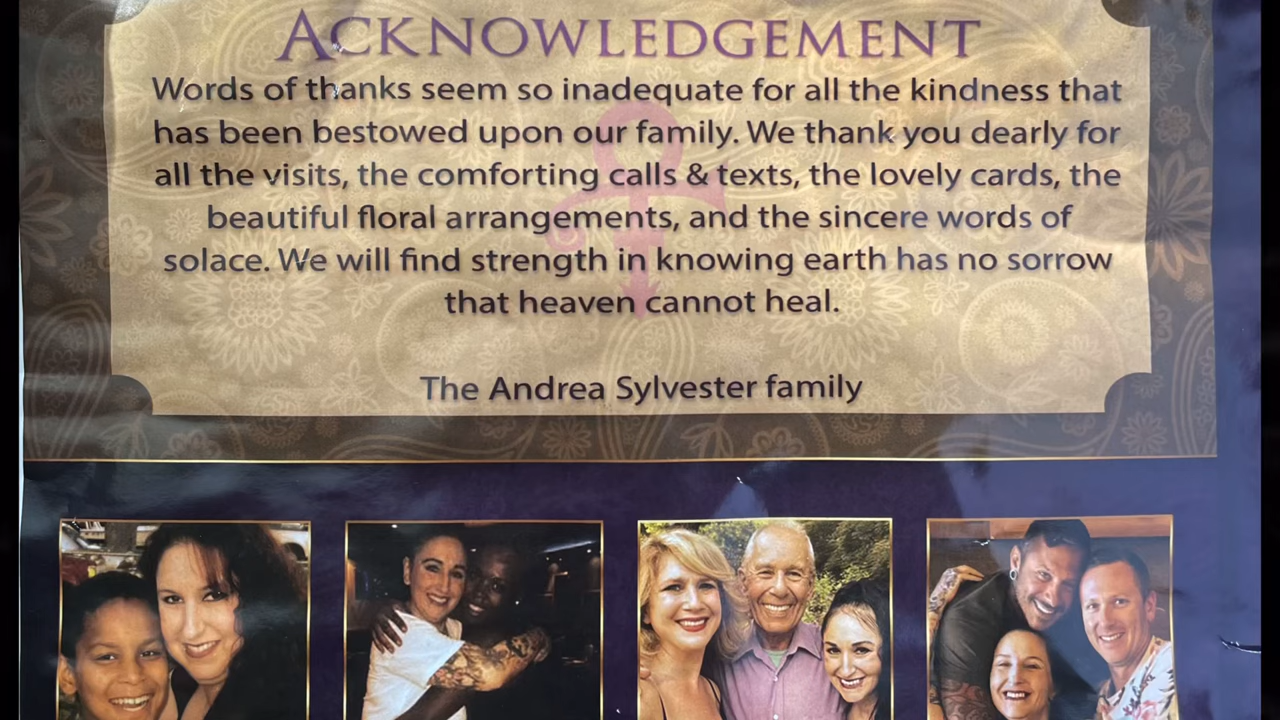 ACKNOWLEDGEMENT
Words of thanks seem so inadequate for all the kindness that
has been bestowed upon our family. We thank you dearly for
all the visits, the comforting calls & texts, the lovely cards, the
beautiful floral arrangements, and the sincere words of
solace. We will find strength in knowing earth has no sorrow
that heaven cannot heal.
The Andrea Sylvester family